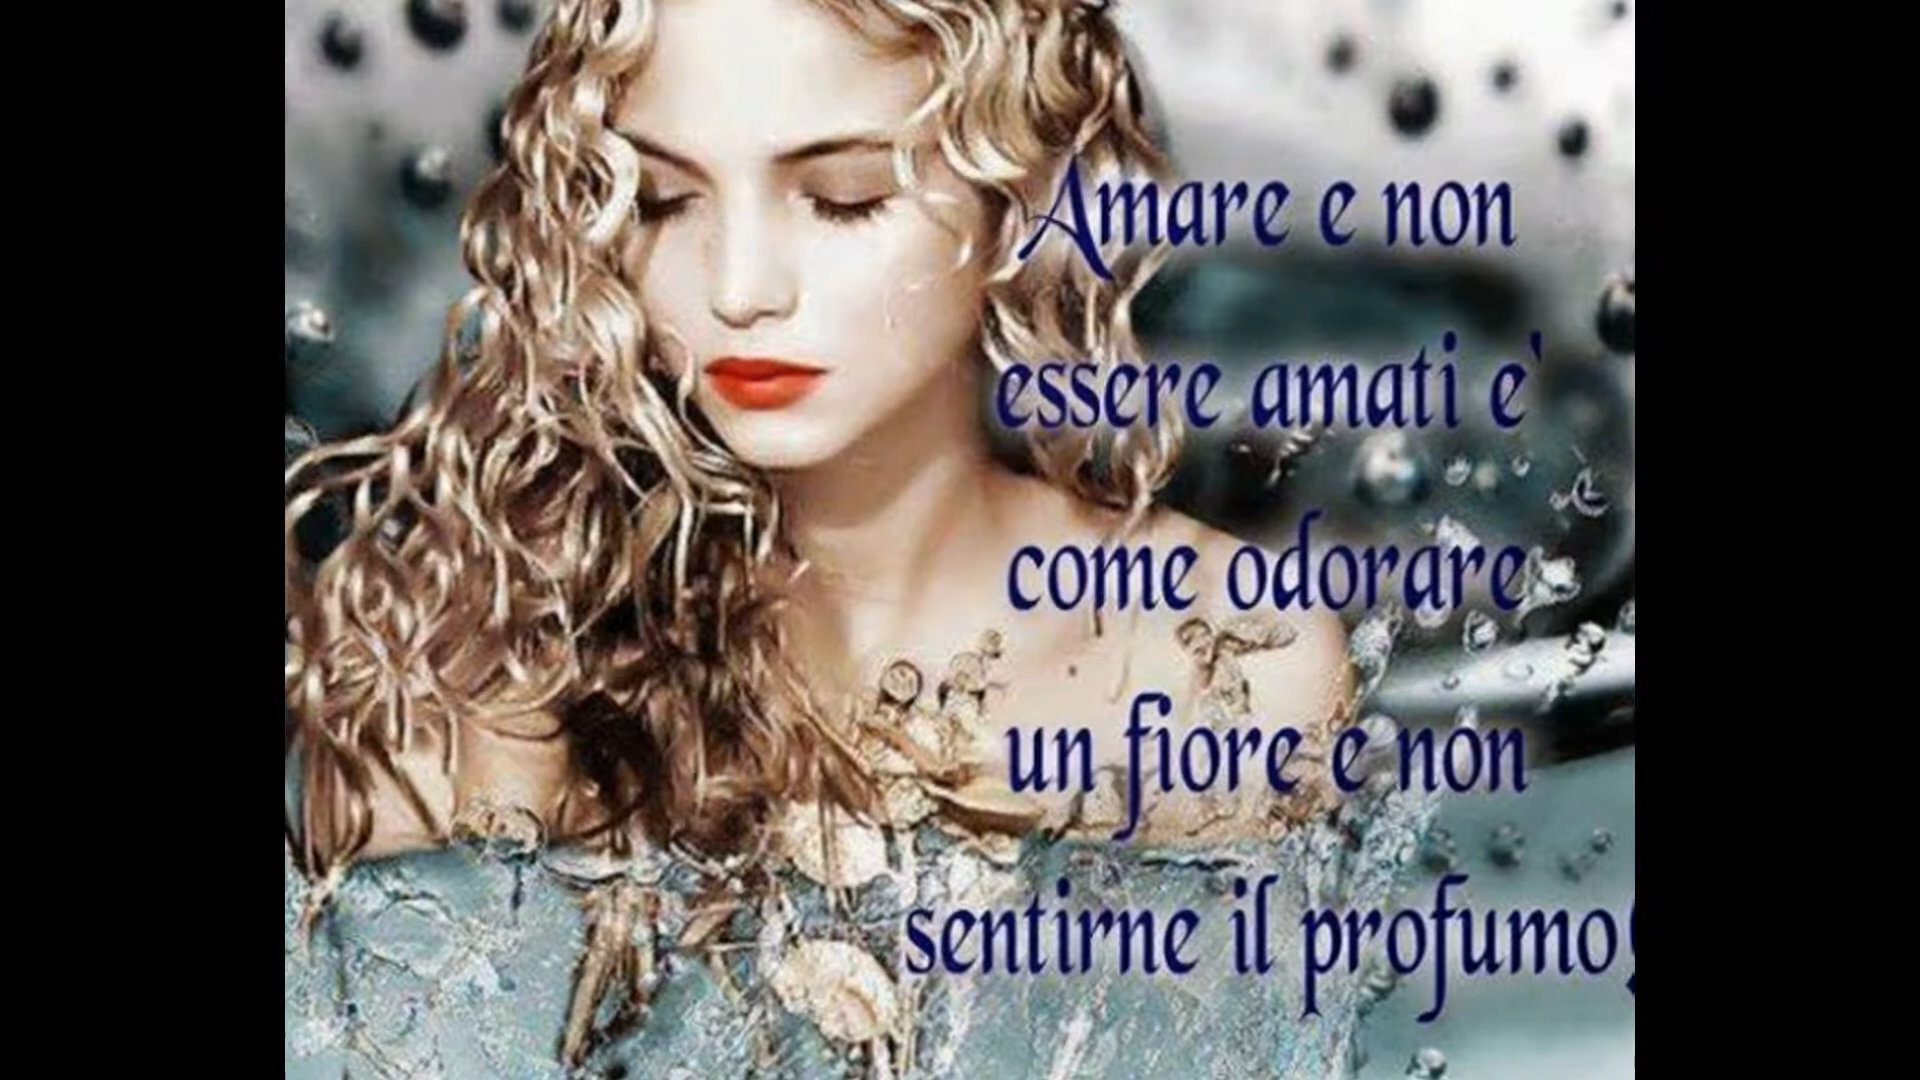 Amare e non
essere amati e`
come odorare
un fiore e non
sentirne il profumo